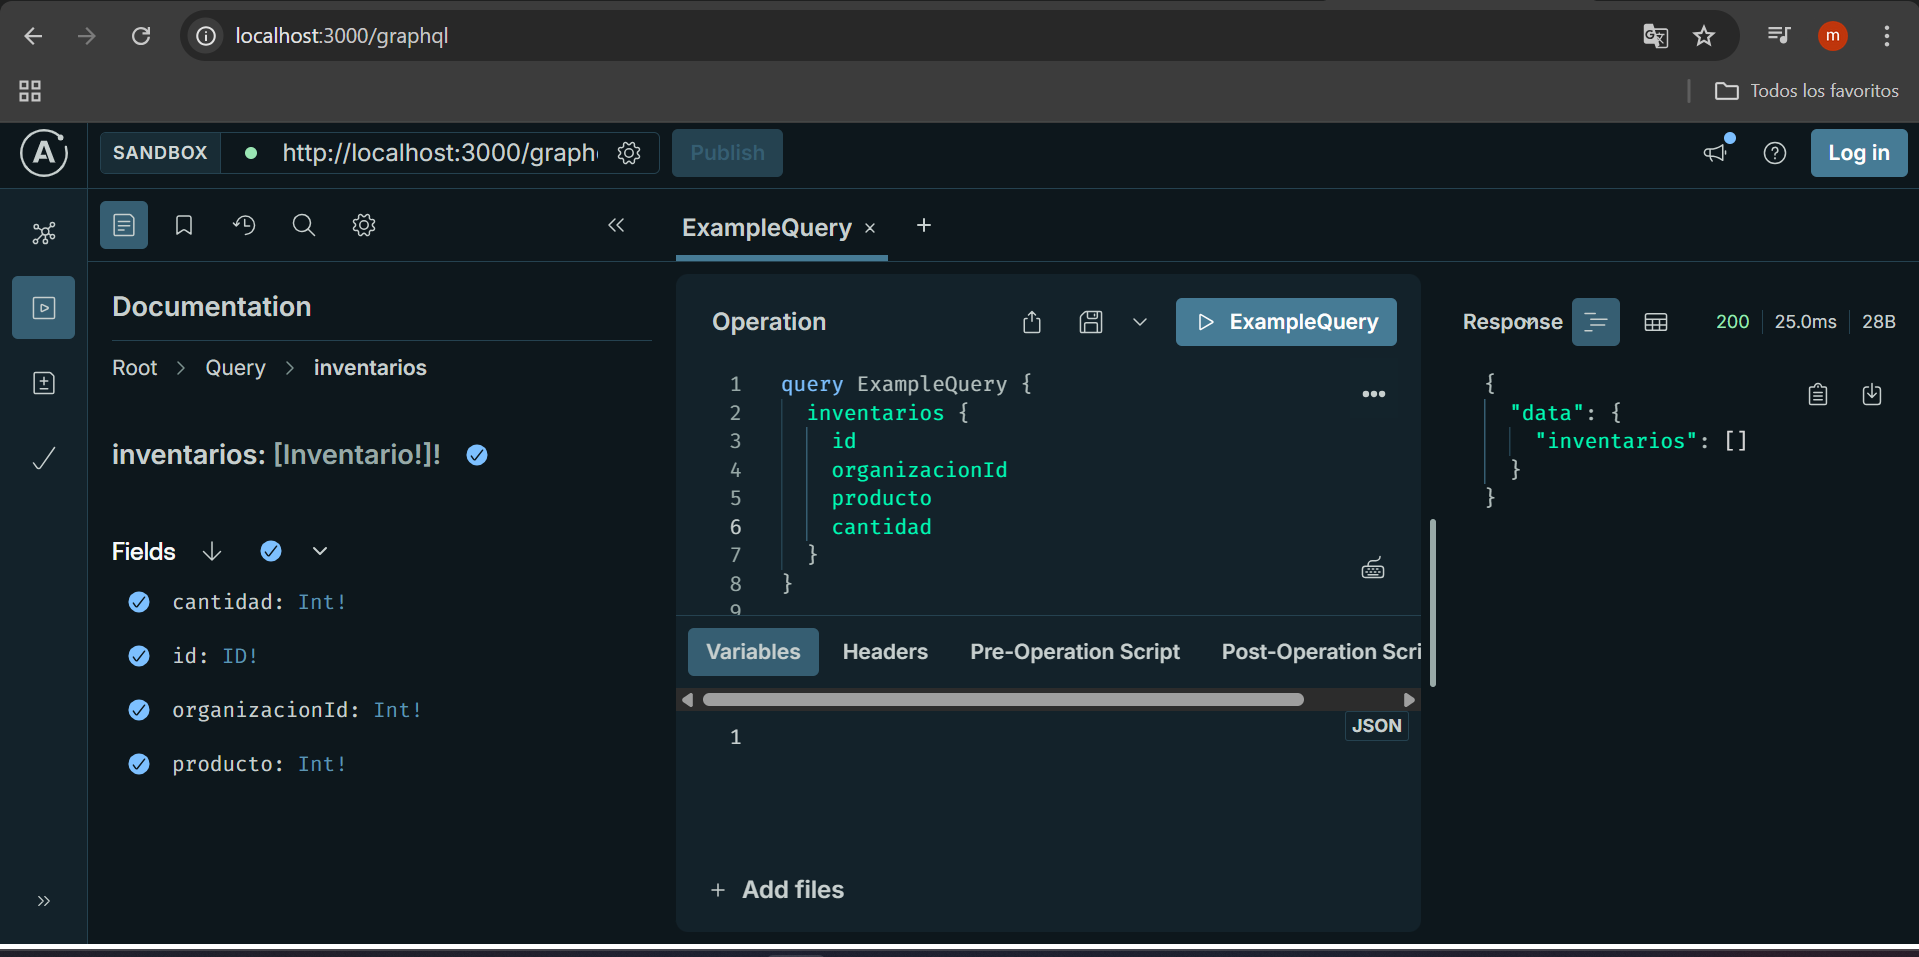 localhost:3000/graphql
m
Todos los favoritos
SANDBOX
http://localhost:3000/graph
Publish
Log in
ExampleQuery
Documentation
Root > Query > inventarios
inventarios: [Inventario!]!
Fields
cantidad: Int!
id: ID!
organizacionId: Int!
producto: Int!
Operation
ExampleQuery
1 query ExampleQuery {
2 inventarios {
3 id
4 organizacionId
5 producto
6 cantidad
7 }
8 }
9
Variables Headers Pre-Operation Script Post-Operation Scri
JSON
1
+ Add files
Response
200 25.0ms 28B
{
"data": {
"inventarios": []
}
}